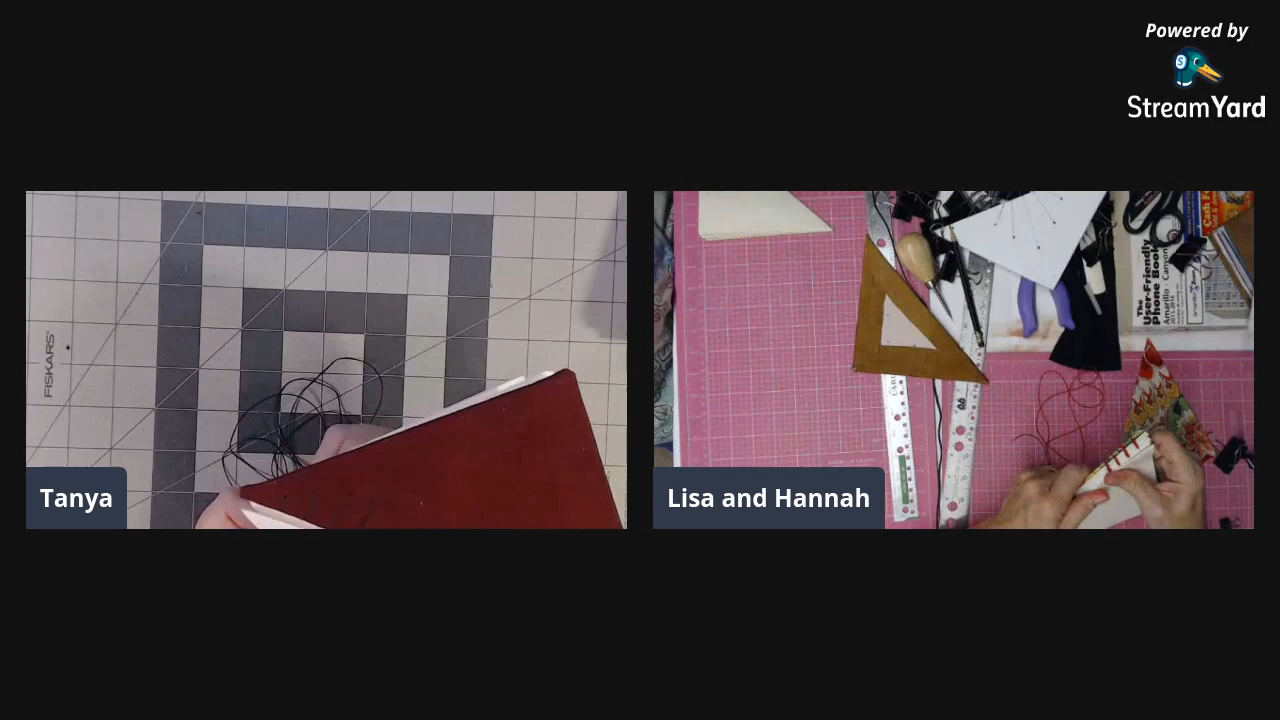 Powered by
StreamYard
FISKARS
The
User-Friendly
Phone Book
Amarillo Canyon
Tanya
Lisa and Hannah